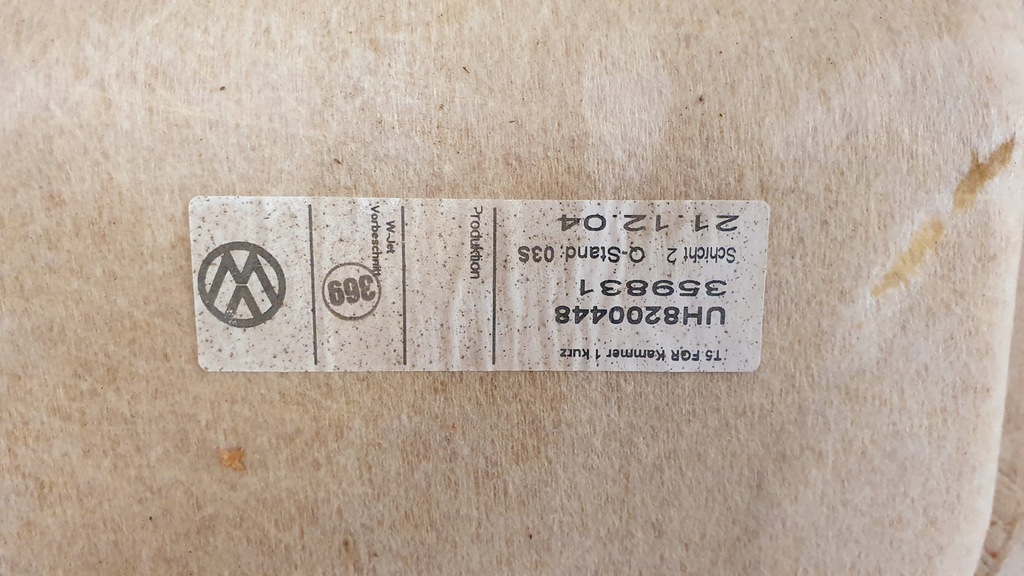 T5 FGR Kammer 1 kurz
UH8200448
359831
Schicht 2 Q-Stand: 03S
21.12.04
Produktion
W-Jet
Vorbeschnitt
369